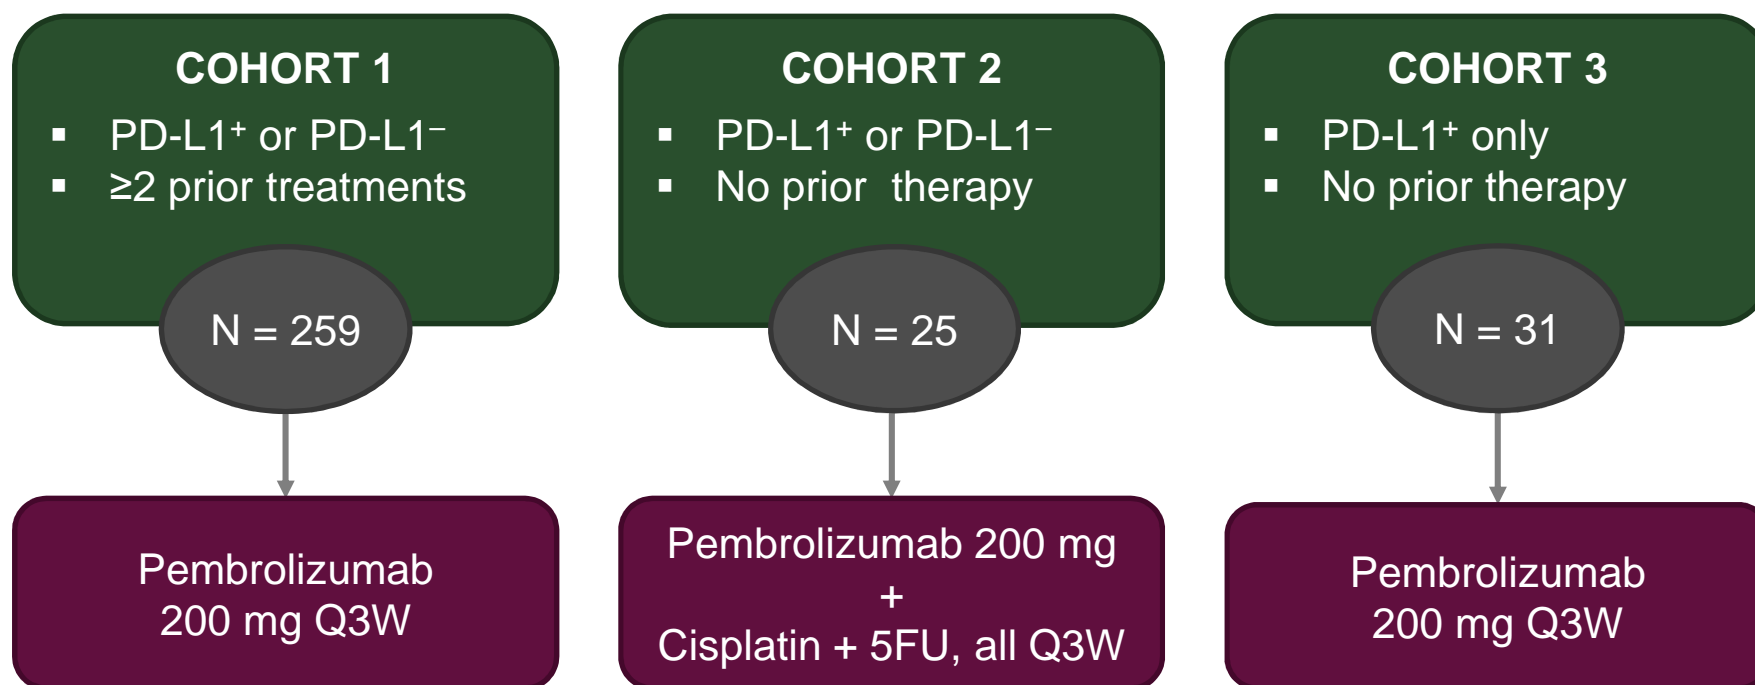 COHORT 1
▪ PD-L1⁺ or PD-L1⁻
▪ ≥2 prior treatments
N = 259
Pembrolizumab
200 mg Q3W
COHORT 2
▪ PD-L1⁺ or PD-L1⁻
▪ No prior  therapy
N = 25
Pembrolizumab 200 mg
+
Cisplatin + 5FU, all Q3W
COHORT 3
▪ PD-L1⁺ only
▪ No prior therapy
N = 31
Pembrolizumab
200 mg Q3W